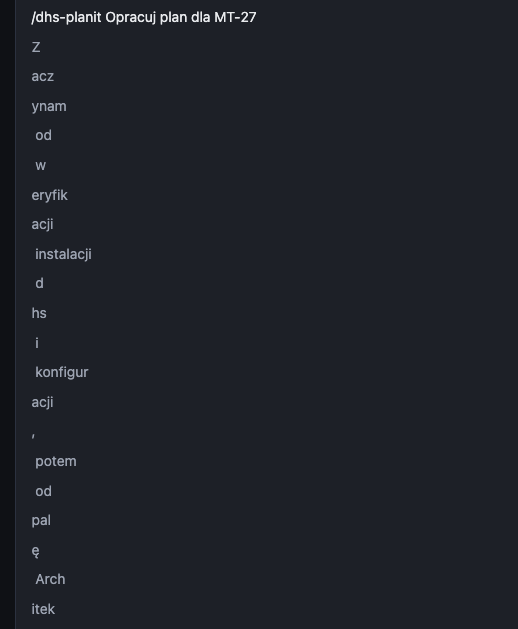 /dhs-planit Opracuj plan dla MT-27
Z
acz
ynam
od
w
eryfik
acji
instalacji
d
hs
i
konfigur
acji
,
potem
od
pal
ę
Arch
itek